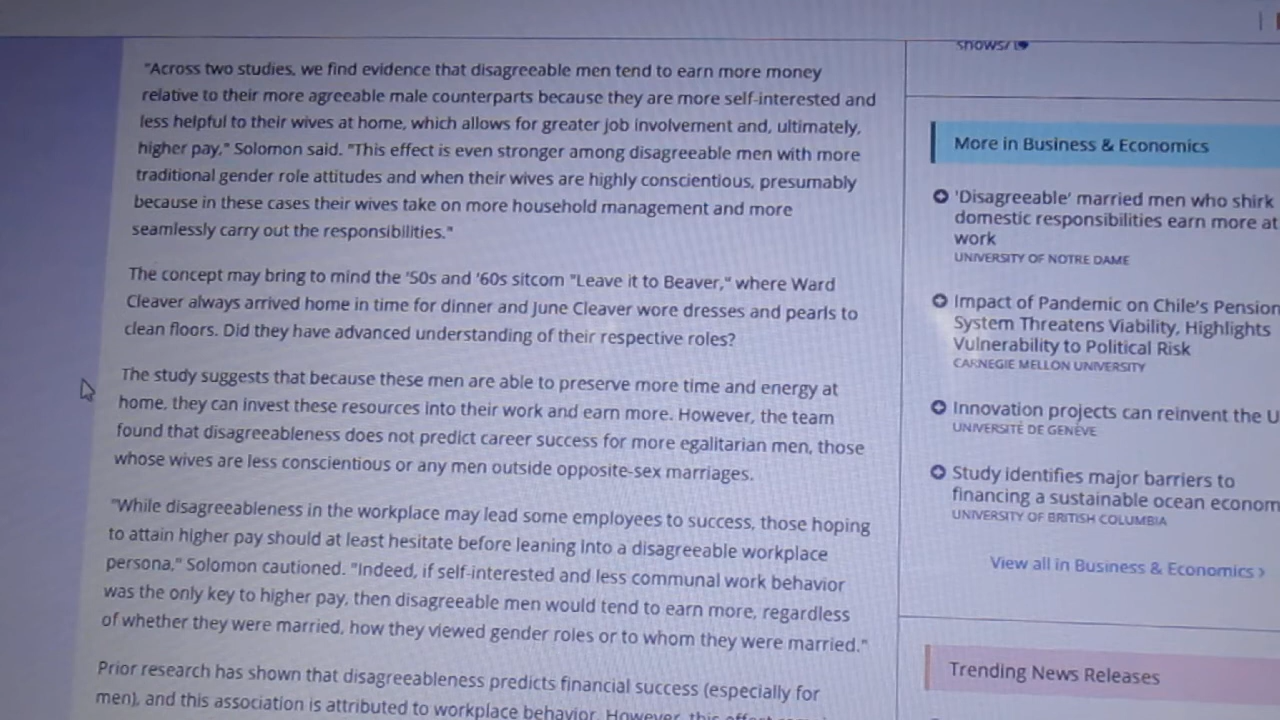 "Across two studies, we find evidence that disagreeable men tend to earn more money
relative to their more agreeable male counterparts because they are more self-interested and
less helpful to their wives at home, which allows for greater job involvement and, ultimately,
higher pay," Solomon said. "This effect is even stronger among disagreeable men with more
traditional gender role attitudes and when their wives are highly conscientious, presumably
because in these cases their wives take on more household management and more
seamlessly carry out the responsibilities."
The concept may bring to mind the '50s and '60s sitcom "Leave it to Beaver," where Ward
Cleaver always arrived home in time for dinner and June Cleaver wore dresses and pearls to
clean floors. Did they have advanced understanding of their respective roles?
The study suggests that because these men are able to preserve more time and energy at
home, they can invest these resources into their work and earn more. However, the team
found that disagreeableness does not predict career success for more egalitarian men, those
whose wives are less conscientious or any men outside opposite-sex marriages.
"While disagreeableness in the workplace may lead some employees to success, those hoping
to attain higher pay should at least hesitate before leaning into a disagreeable workplace
persona," Solomon cautioned. "Indeed, if self-interested and less communal work behavior
was the only key to higher pay, then disagreeable men would tend to earn more, regardless
of whether they were married, how they viewed gender roles or to whom they were married."
Prior research has shown that disagreeableness predicts financial success (especially for
men), and this association is attributed to workplace behavior. However, this effect
shows/
More in Business & Economics
'Disagreeable' married men who shirk
domestic responsibilities earn more at
work
UNIVERSITY OF NOTRE DAME
Impact of Pandemic on Chile's Pension
System Threatens Viability, Highlights
Vulnerability to Political Risk
CARNEGIE MELLON UNIVERSITY
Innovation projects can reinvent the U
UNIVERSITÉ DE GENÈVE
Study identifies major barriers to
financing a sustainable ocean econom
UNIVERSITY OF BRITISH COLUMBIA
View all in Business & Economics >
Trending News Releases